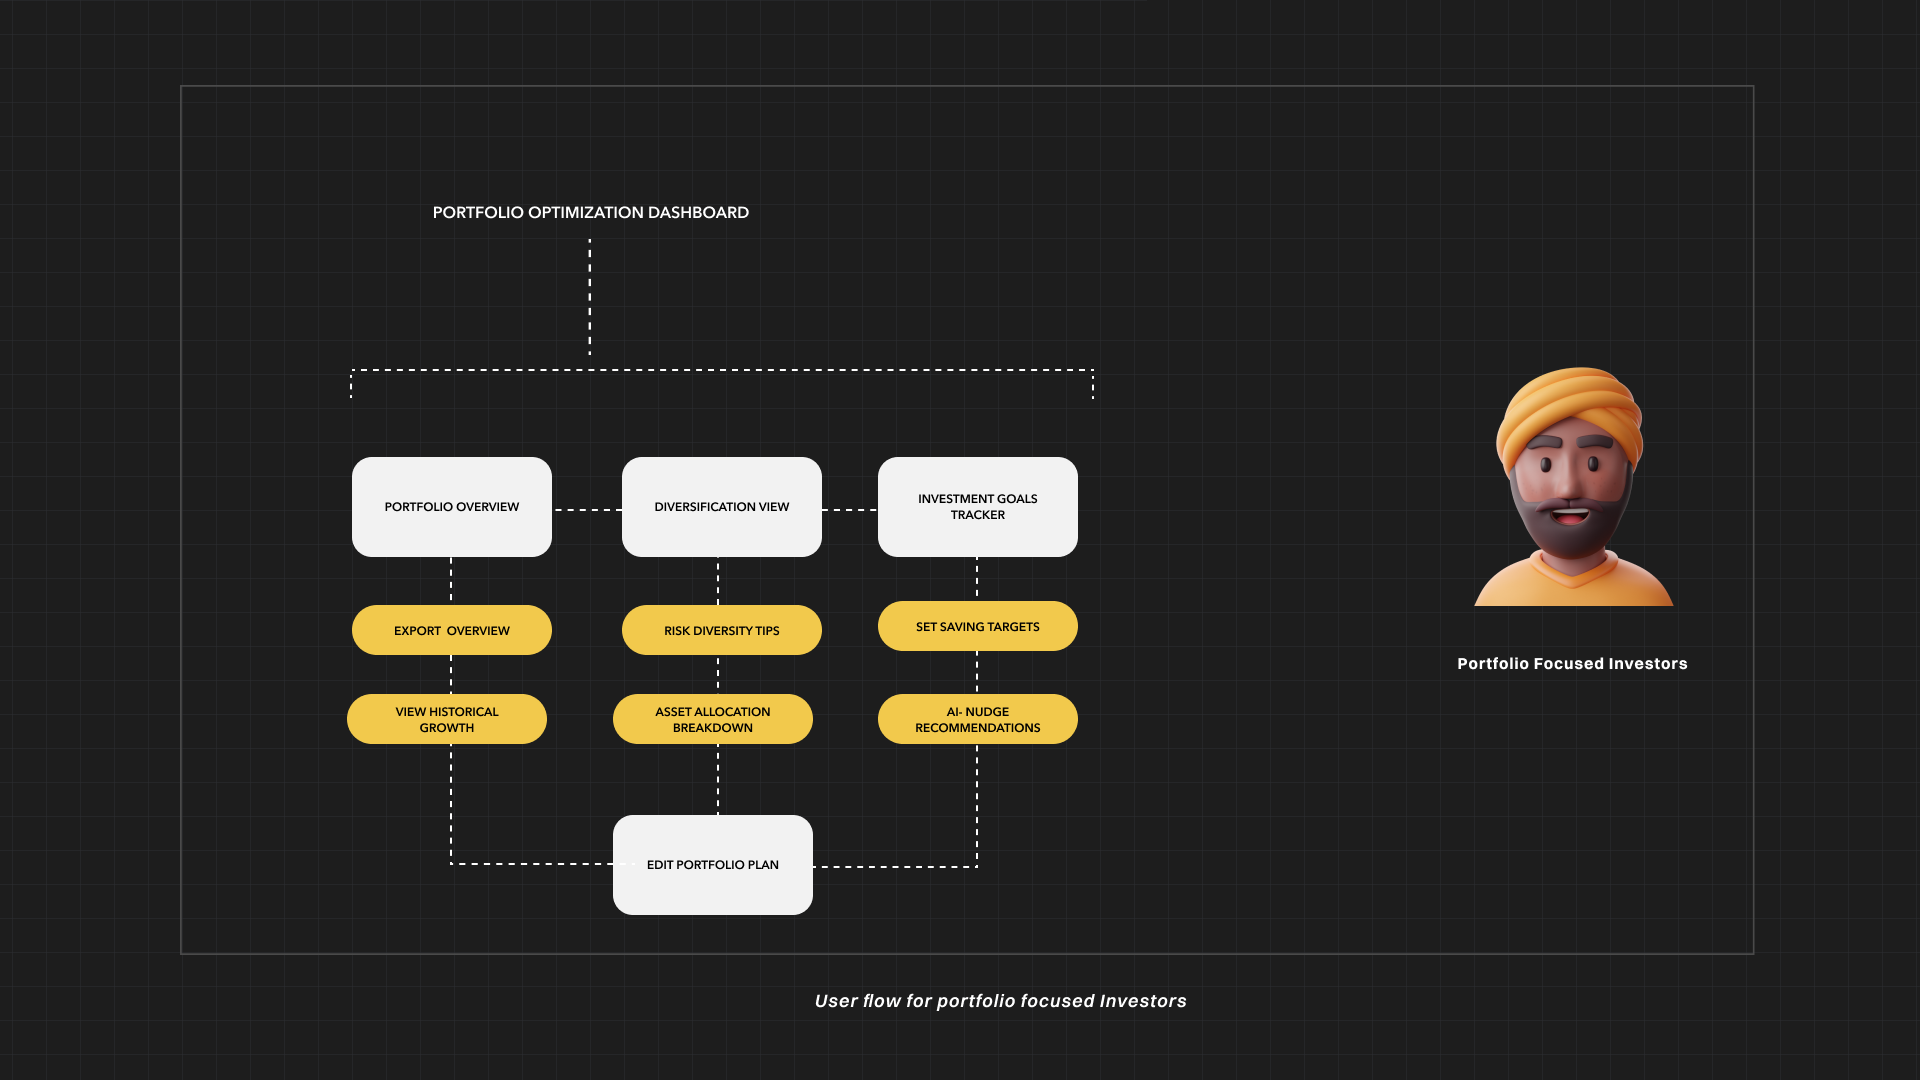 PORTFOLIO OPTIMIZATION DASHBOARD
PORTFOLIO OVERVIEW
DIVERSIFICATION VIEW
INVESTMENT GOALS
TRACKER
EXPORT  OVERVIEW
RISK DIVERSITY TIPS
SET SAVING TARGETS
VIEW HISTORICAL
GROWTH
ASSET ALLOCATION
BREAKDOWN
AI- NUDGE
RECOMMENDATIONS
EDIT PORTFOLIO PLAN
Portfolio Focused Investors
User flow for portfolio focused Investors